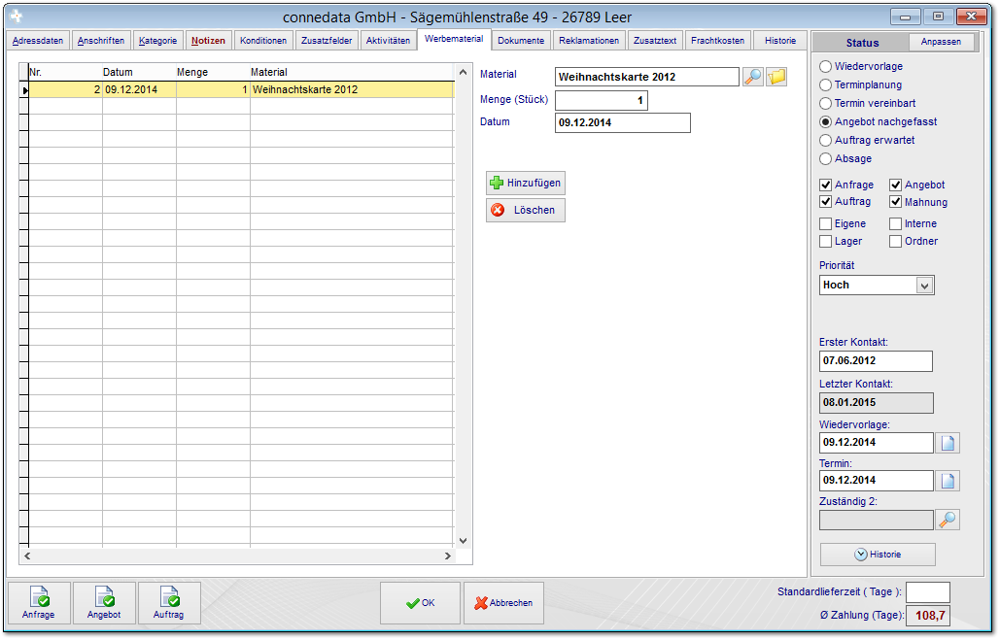 connedata GmbH - Sägemühlenstraße 49 - 26789 Leer
Adressdaten Anschriften Kategorie Notizen Konditionen Zusatzfelder Aktivitäten Werbematerial Dokumente Reklamationen Zusatztext Frachtkosten Historie
Nr. Datum Menge Material
2 09.12.2014 1 Weihnachtskarte 2012
Material Weihnachtskarte 2012
Menge (Stück) 1
Datum 09.12.2014
Hinzufügen
Löschen
Status Anpassen
Wiedervorlage
Terminplanung
Termin vereinbart
Angebot nachgefasst
Auftrag erwartet
Absage
Anfrage Angebot
Auftrag Mahnung
Eigene Interne
Lager Ordner
Priorität
Hoch
Erster Kontakt:
07.06.2012
Letzter Kontakt:
08.01.2015
Wiedervorlage:
09.12.2014
Termin:
09.12.2014
Zuständig 2:
Historie
Anfrage Angebot Auftrag
OK Abbrechen
Standardlieferzeit ( Tage ):
Ø Zahlung (Tage): 108,7